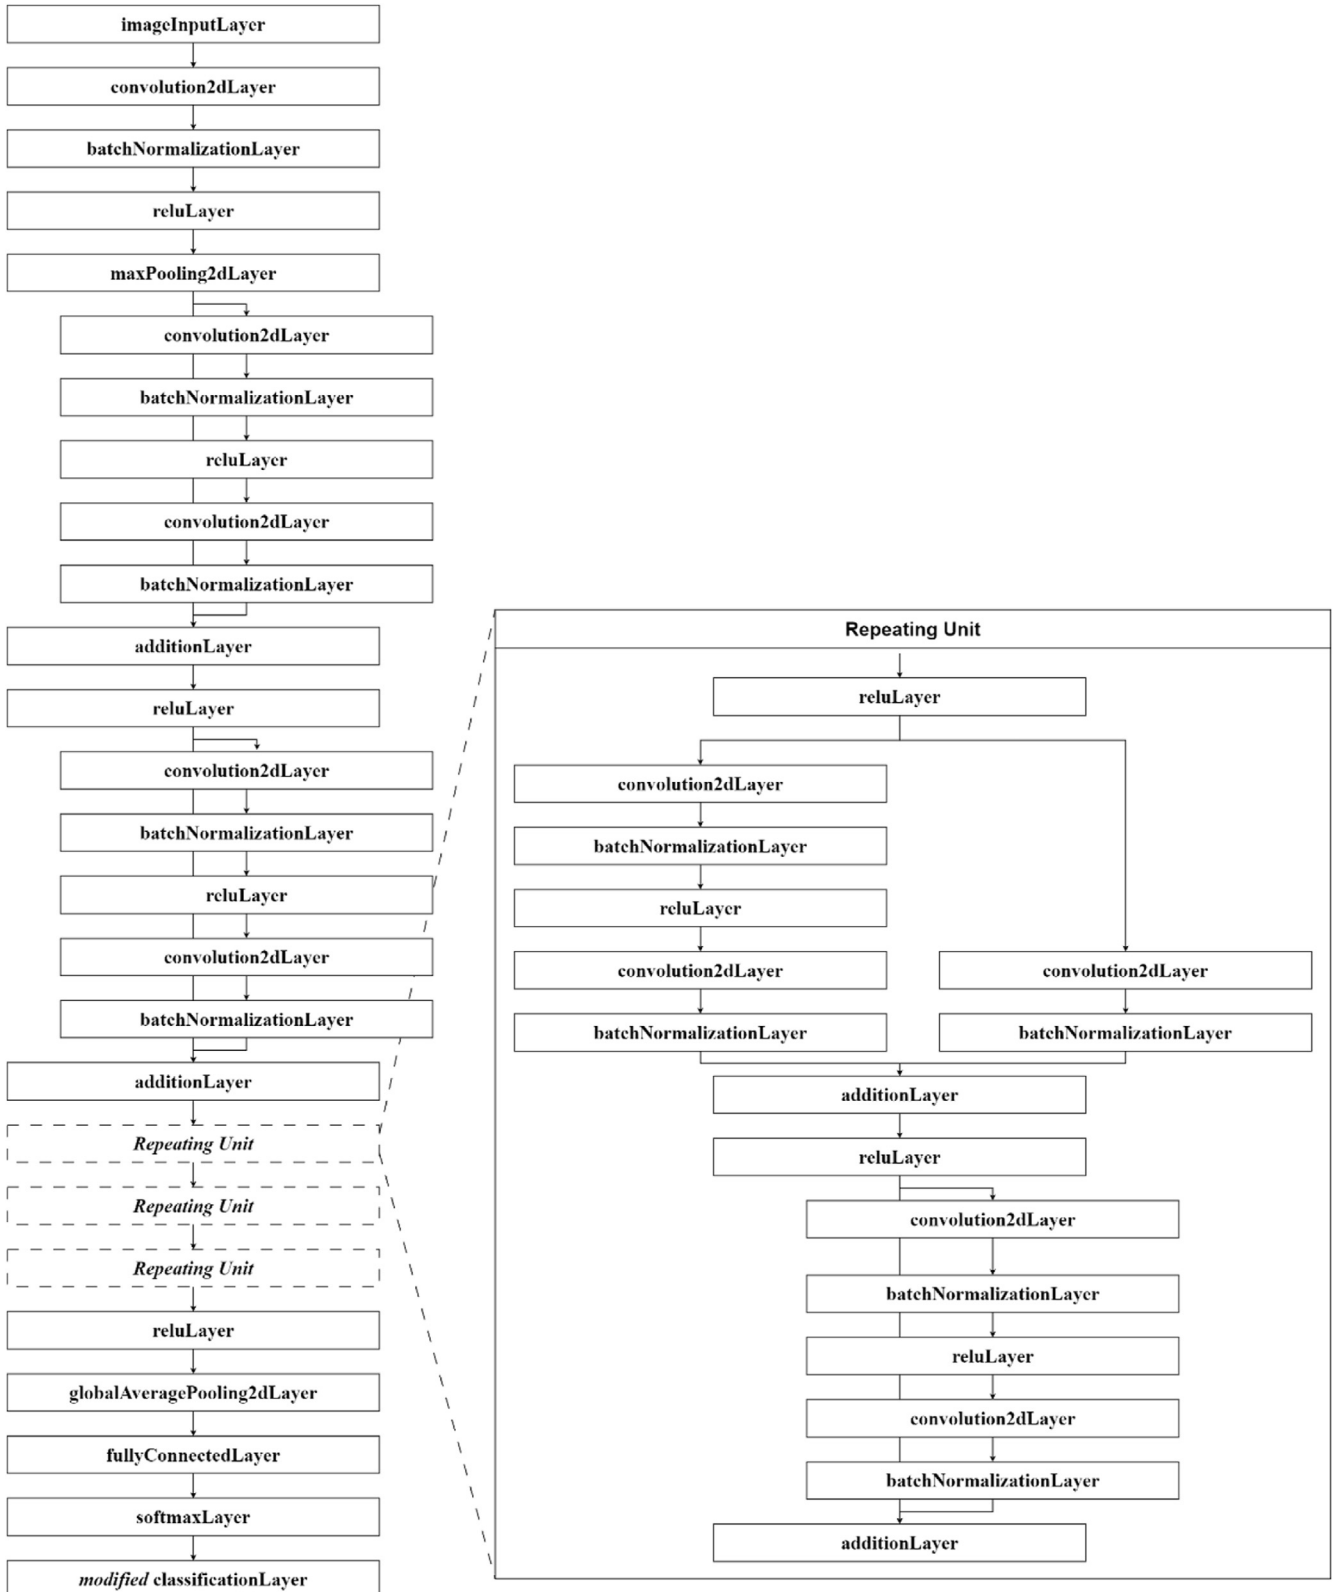 imageInputLayer
convolution2dLayer
batchNormalizationLayer
reluLayer
maxPooling2dLayer
convolution2dLayer
batchNormalizationLayer
reluLayer
convolution2dLayer
batchNormalizationLayer
additionLayer
reluLayer
convolution2dLayer
batchNormalizationLayer
reluLayer
convolution2dLayer
batchNormalizationLayer
additionLayer
Repeating Unit
Repeating Unit
Repeating Unit
reluLayer
globalAveragePooling2dLayer
fullyConnectedLayer
softmaxLayer
modified classificationLayer
Repeating Unit
reluLayer
convolution2dLayer
batchNormalizationLayer
reluLayer
convolution2dLayer
batchNormalizationLayer
convolution2dLayer
batchNormalizationLayer
additionLayer
reluLayer
convolution2dLayer
batchNormalizationLayer
reluLayer
convolution2dLayer
batchNormalizationLayer
additionLayer